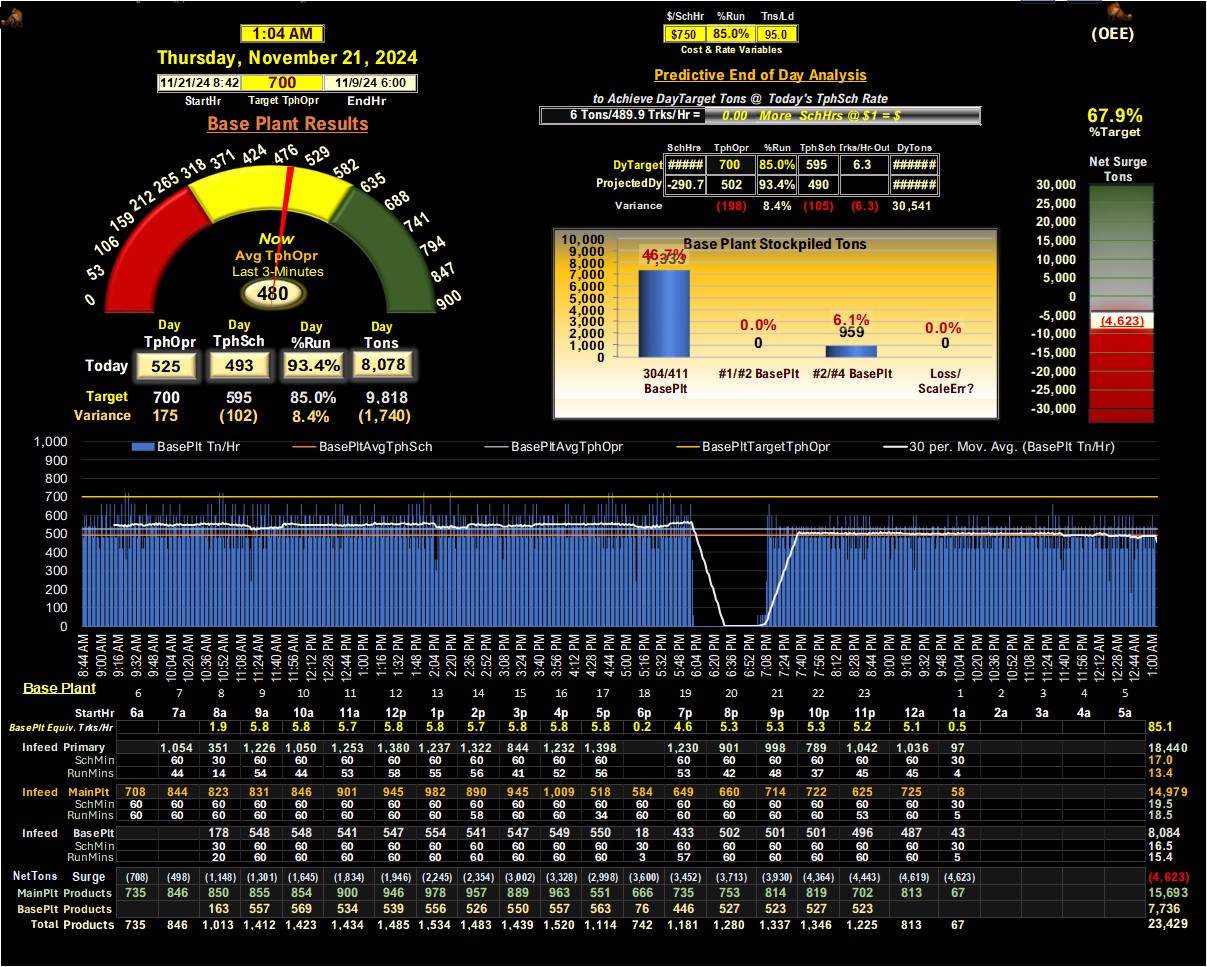 $/SchHr %Run Tns/Ld
$750 85.0% 95.0
Cost & Rate Variables
(OEE)
1:04 AM
Thursday, November 21, 2024
11/21/24 8:42 700 11/9/24 6:00
StartHr Target TphOpr EndHr
Base Plant Results
Predictive End of Day Analysis
to Achieve DayTarget Tons @ Today's TphSch Rate
6 Tons/489.9 Trks/Hr = 0.00 More SchHrs @ $1 = $
67.9%
%Target
SchHrs TphOpr %Run TphSch Trks/Hr-Out DyTons
DyTarget ##### 700 85.0% 595 6.3 ######
ProjectedDy -290.7 502 93.4% 490 ######
Variance (198) 8.4% (105) (6.3) 30,541
Net Surge
Tons
30,000
25,000
20,000
15,000
10,000
5,000
0
-5,000
(4,623)
-10,000
-15,000
-20,000
-25,000
-30,000
0 53 106 159 212 265 318 371 424 476 529 582 635 688 741 794 847 900
Now
Avg TphOpr
Last 3-Minutes
480
Base Plant Stockpiled Tons
10,000
9,000
8,000
7,000
6,000
5,000
4,000
3,000
2,000
1,000
0
46.7% 0.0% 6.1% 0.0%
7,333 0 959 0
304/411 #1/#2 BasePlt #2/#4 BasePlt Loss/
BasePlt ScaleErr?
Day Day Day Day
TphOpr TphSch %Run Tons
Today 525 493 93.4% 8,078
Target 700 595 85.0% 9,818
Variance 175 (102) 8.4% (1,740)
BasePlt Tn/Hr BasePltAvgTphSch BasePltAvgTphOpr BasePltTargetTphOpr 30 per. Mov. Avg. (BasePlt Tn/Hr)
1,000
900
800
700
600
500
400
300
200
100
0
8:44 AM 9:00 AM 9:16 AM 9:32 AM 9:48 AM 10:04 AM 10:20 AM 10:36 AM 10:52 AM 11:08 AM 11:24 AM 11:40 AM 11:56 AM 12:12 PM 12:28 PM 12:44 PM 1:00 PM 1:16 PM 1:32 PM 1:48 PM 2:04 PM 2:20 PM 2:36 PM 2:52 PM 3:08 PM 3:24 PM 3:40 PM 3:56 PM 4:12 PM 4:28 PM 4:44 PM 5:00 PM 5:16 PM 5:32 PM 5:48 PM 6:04 PM 6:20 PM 6:36 PM 6:52 PM 7:08 PM 7:24 PM 7:40 PM 7:56 PM 8:12 PM 8:28 PM 8:44 PM 9:00 PM 9:16 PM 9:32 PM 9:48 PM 10:04 PM 10:20 PM 10:36 PM 10:52 PM 11:08 PM 11:24 PM 11:40 PM 11:56 PM 12:12 AM 12:28 AM 12:44 AM 1:00 AM
Base Plant 6 7 8 9 10 11 12 13 14 15 16 17 18 19 20 21 22 23 1 2 3 4 5
StartHr 6a 7a 8a 9a 10a 11a 12p 1p 2p 3p 4p 5p 6p 7p 8p 9p 10p 11p 12a 1a 2a 3a 4a 5a
BasePlt Equiv. Trks/Hr 1.9 5.8 5.8 5.7 5.8 5.8 5.7 5.8 5.8 5.8 0.2 4.6 5.3 5.3 5.3 5.2 5.1 0.5 85.1
Infeed Primary 1,054 351 1,226 1,050 1,253 1,380 1,237 1,322 844 1,232 1,398 1,230 901 998 789 1,042 1,036 97 18,440
SchMin 60 30 60 60 60 60 60 60 60 60 60 60 60 60 60 60 60 30 17.0
RunMins 44 14 54 44 53 58 55 56 41 52 56 53 42 48 37 45 45 4 13.4
Infeed MainPlt 708 844 823 831 846 901 945 982 890 945 1,009 518 584 649 660 714 722 625 725 58 14,979
SchMin 60 60 60 60 60 60 60 60 60 60 60 60 60 60 60 60 60 60 60 30 19.5
RunMins 60 60 60 60 60 60 60 60 58 60 60 34 60 60 60 60 60 53 60 5 18.5
Infeed BasePlt 178 548 548 541 547 554 541 547 549 550 18 433 502 501 501 496 487 43 8,084
SchMin 30 60 60 60 60 60 60 60 60 60 30 60 60 60 60 60 60 30 16.5
RunMins 20 60 60 60 60 60 60 60 60 60 3 57 60 60 60 60 60 5 15.4
NetTons Surge (708) (498) (1,148) (1,301) (1,645) (1,834) (1,946) (2,245) (2,354) (3,002) (3,328) (2,998) (3,600) (3,452) (3,713) (3,930) (4,364) (4,443) (4,619) (4,623) (4,623)
MainPlt Products 735 846 850 855 854 900 946 978 957 889 963 551 666 735 753 814 819 702 813 67 15,693
BasePlt Products 163 557 569 534 539 556 526 550 557 563 76 446 527 523 527 523 7,736
Total Products 735 846 1,013 1,412 1,423 1,434 1,485 1,534 1,483 1,439 1,520 1,114 742 1,181 1,280 1,337 1,346 1,225 813 67 23,429